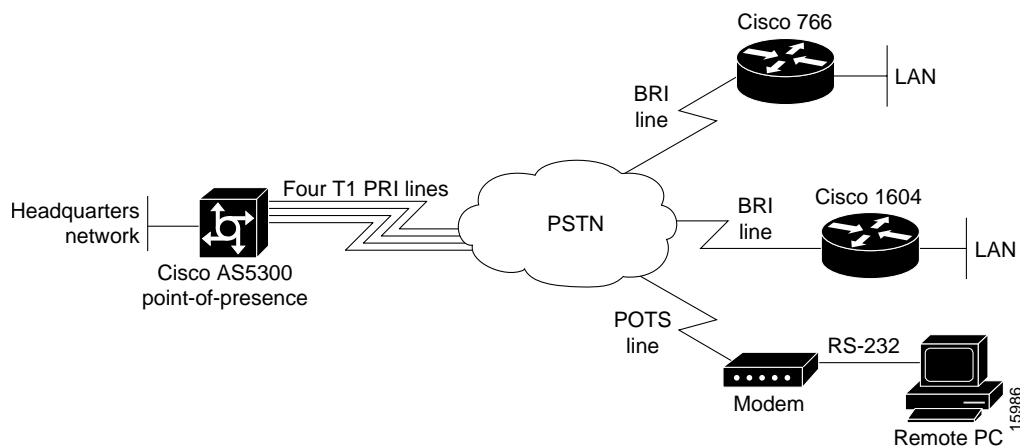 Cisco 766
LAN
BRI
line
Four T1 PRI lines
Headquarters
network
PSTN
BRI
line
Cisco 1604
LAN
Cisco AS5300
point-of-presence
POTS
line
RS-232
Modem
Remote PC
15986